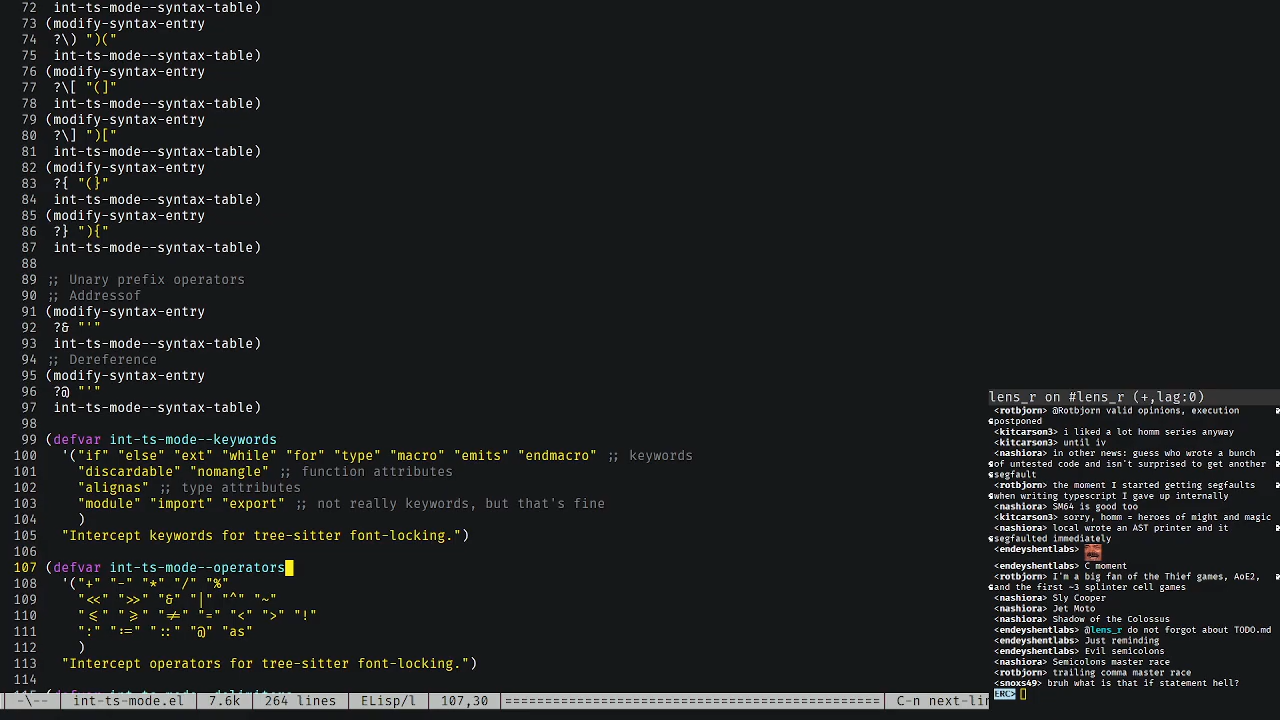 72 int-ts-mode--syntax-table)
73 (modify-syntax-entry
74 ?\) ")("
75 int-ts-mode--syntax-table)
76 (modify-syntax-entry
77 ?\[ "(]"
78 int-ts-mode--syntax-table)
79 (modify-syntax-entry
80 ?\] ")["
81 int-ts-mode--syntax-table)
82 (modify-syntax-entry
83 ?{ "(}"
84 int-ts-mode--syntax-table)
85 (modify-syntax-entry
86 ?} "){"
87 int-ts-mode--syntax-table)
88
89 ;; Unary prefix operators
90 ;; Addressof
91 (modify-syntax-entry
92 ?& "'"
93 int-ts-mode--syntax-table)
94 ;; Dereference
95 (modify-syntax-entry
96 ?@ "'"
97 int-ts-mode--syntax-table)
98
99 (defvar int-ts-mode--keywords
100 '("if" "else" "ext" "while" "for" "type" "macro" "emits" "endmacro" ;; keywords
101 "discardable" "nomangle" ;; function attributes
102 "alignas" ;; type attributes
103 "module" "import" "export" ;; not really keywords, but that's fine
104 )
105 "Intercept keywords for tree-sitter font-locking.")
106
107 (defvar int-ts-mode--operators
108 '("+" "-" "*" "/" "%"
109 "<<" ">>" "&" "|" "^" "~"
110 "<=" ">=" "!=" "=" "<" ">" "!"
111 ":" ":=" "::" "@" "as"
112 )
113 "Intercept operators for tree-sitter font-locking.")
114
115 (defvar int-ts-mode--delimiters
-\-- int-ts-mode.el 7.6k 264 lines ELisp/l 107,30 ================================================ C-n next-lin
lens_r on #lens_r (+,lag:0)
<rotbjorn> @Rotbjorn valid opinions, execution
postponed
<kitcarson3> i liked a lot homm series anyway
<kitcarson3> until iv
<nashiora> in other news: guess who wrote a bunch
of untested code and isn't surprised to get another
segfault
<rotbjorn> the moment I started getting segfaults
when writing typescript I gave up internally
<nashiora> SM64 is good too
<kitcarson3> sorry, homm = heroes of might and magic
<nashiora> local wrote an AST printer and it
segfaulted immediately
<endeyshentlabs>
<endeyshentlabs> C moment
<rotbjorn> I'm a big fan of the Thief games, AoE2,
and the first ~3 splinter cell games
<nashiora> Sly Cooper
<nashiora> Jet Moto
<nashiora> Shadow of the Colossus
<endeyshentlabs> @lens_r do not forgot about TODO.md
<endeyshentlabs> Just reminding
<endeyshentlabs> Evil semicolons
<nashiora> Semicolons master race
<rotbjorn> trailing comma master race
<snoxs49> bruh what is that if statement hell?
ERC>